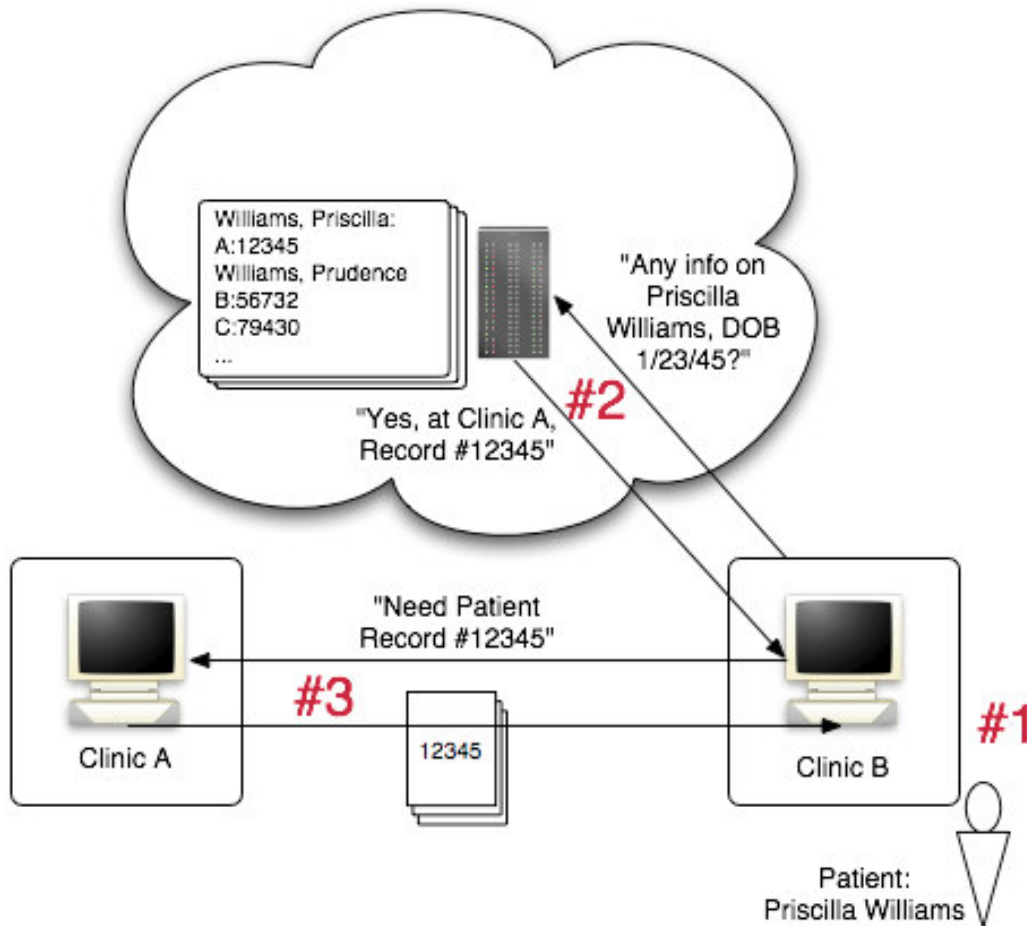 Williams, Priscilla:
A:12345
Williams, Prudence
B:56732
C:79430
...
"Any info on
Priscilla
Williams, DOB
1/23/45?"
#2
"Yes, at Clinic A,
Record #12345"
"Need Patient
Record #12345"
#3
12345
Clinic A
Clinic B
#1
Patient:
Priscilla Williams